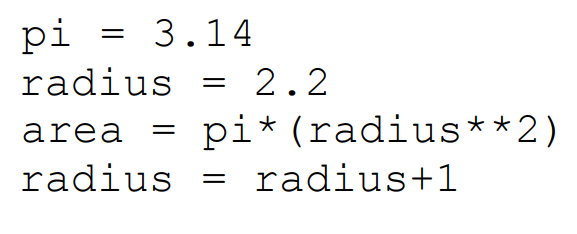 pi = 3.14
radius = 2.2
area = pi*(radius**2)
radius = radius+1